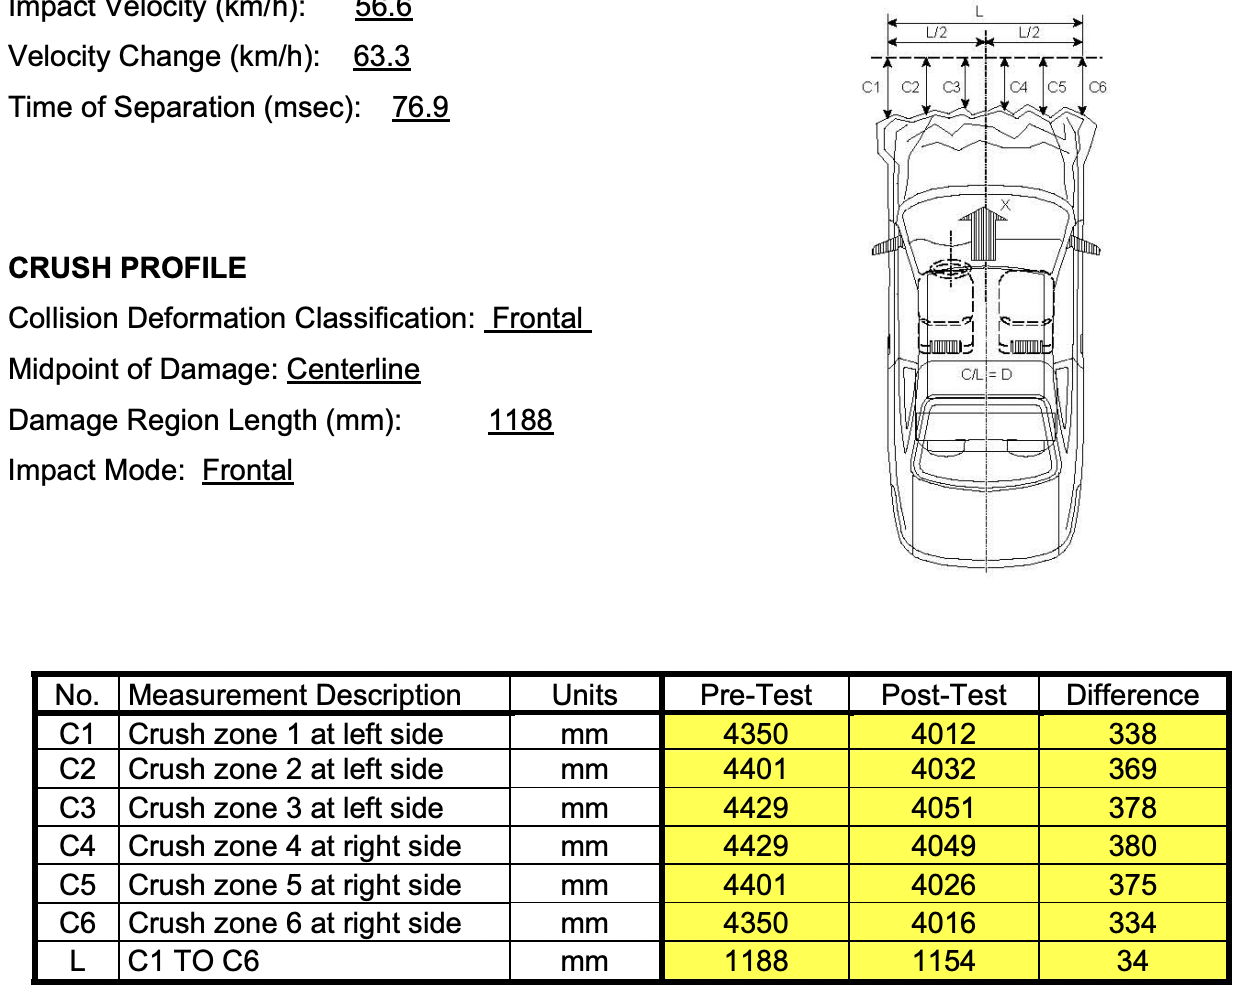 Impact Velocity (km/h): 56.6
Velocity Change (km/h): 63.3
Time of Separation (msec): 76.9
L
L/2 L/2
C1 C2 C3 C4 C5 C6
X
C/L = D
CRUSH PROFILE
Collision Deformation Classification: Frontal
Midpoint of Damage: Centerline
Damage Region Length (mm): 1188
Impact Mode: Frontal
No. Measurement Description Units Pre-Test Post-Test Difference
C1 Crush zone 1 at left side mm 4350 4012 338
C2 Crush zone 2 at left side mm 4401 4032 369
C3 Crush zone 3 at left side mm 4429 4051 378
C4 Crush zone 4 at right side mm 4429 4049 380
C5 Crush zone 5 at right side mm 4401 4026 375
C6 Crush zone 6 at right side mm 4350 4016 334
L C1 TO C6 mm 1188 1154 34